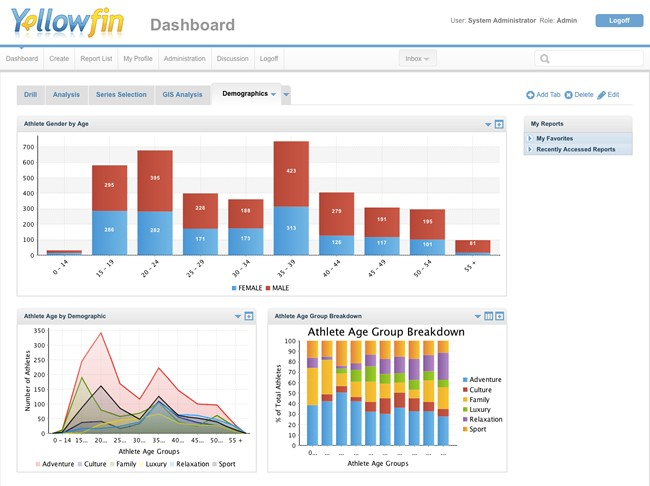 Yellowfin
Dashboard
User: System Administrator Role: Admin
Logoff
Dashboard Create Report List My Profile Administration Discussion Logoff
Inbox
Drill Analysis Series Selection GIS Analysis Demographics
Add Tab Delete Edit
Athlete Gender by Age
700
600
500
400
300
200
100
0
295 395 228 188 423 279 191 195 81
286 282 171 173 313 126 117 101
0 - 14 15 - 19 20 - 24 25 - 29 30 - 34 35 - 39 40 - 44 45 - 49 50 - 54 55 +
FEMALE MALE
My Reports
My Favorites
Recently Accessed Reports
Athlete Age by Demographic
Number of Athletes
350
300
250
200
150
100
50
0
0 - 14 15... 20... 25... 30... 35... 40... 45... 50... 55 +
Athlete Age Groups
Adventure Culture Family Luxury Relaxation Sport
Athlete Age Group Breakdown
Athlete Age Group Breakdown
% of Total Athletes
100
90
80
70
60
50
40
30
20
10
0
0... ... ... ... ... ... ... ... ... 
Athlete Age Groups
Adventure
Culture
Family
Luxury
Relaxation
Sport